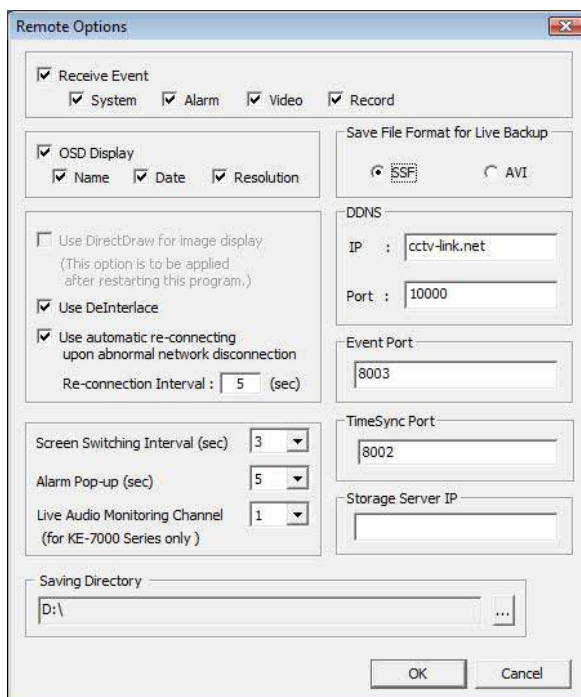 Remote Options
Receive Event
System Alarm Video Record
OSD Display
Name Date Resolution
Save File Format for Live Backup
SSF AVI
Use DirectDraw for image display
(This option is to be applied
after restarting this program.)
Use DeInterlace
Use automatic re-connecting
upon abnormal network disconnection
Re-connection Interval : 5 (sec)
DDNS
IP : cctv-link.net
Port : 10000
Event Port
8003
Screen Switching Interval (sec) 3
Alarm Pop-up (sec) 5
Live Audio Monitoring Channel 1
(for KE-7000 Series only )
TimeSync Port
8002
Storage Server IP
Saving Directory
D:\
...
OK Cancel